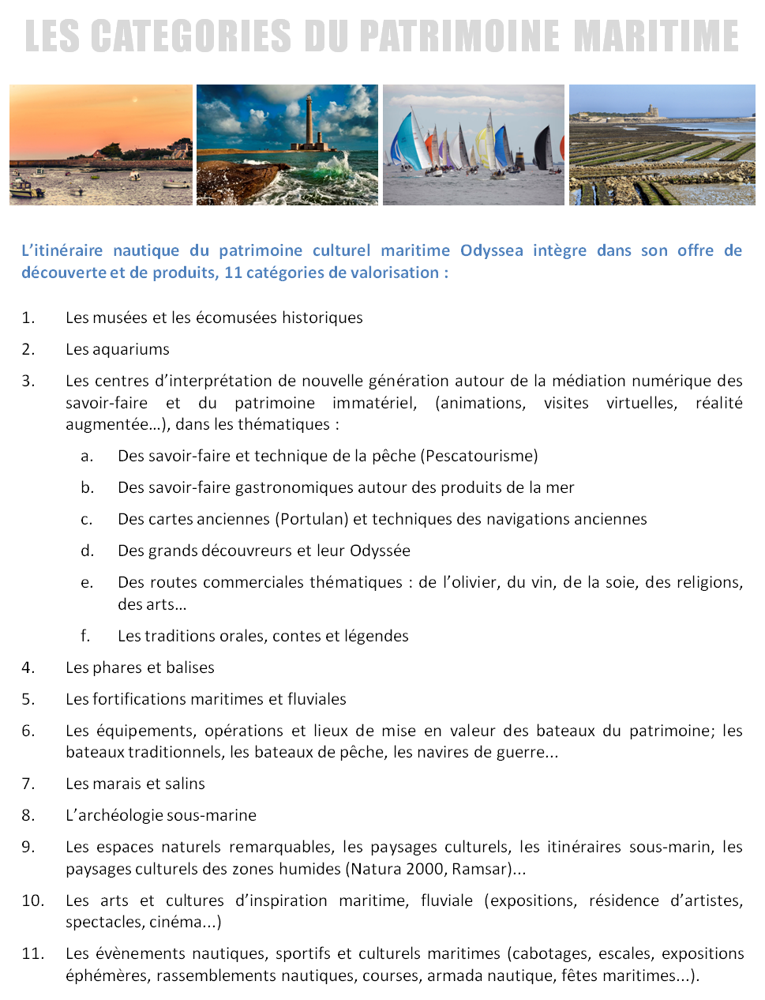 LES CATEGORIES DU PATRIMOINE MARITIME
L’itinéraire nautique du patrimoine culturel maritime Odyssea intègre dans son offre de
découverte et de produits, 11 catégories de valorisation :
1. Les musées et les écomusées historiques
2. Les aquariums
3. Les centres d’interprétation de nouvelle génération autour de la médiation numérique des
savoir-faire et du patrimoine immatériel, (animations, visites virtuelles, réalité
augmentée…), dans les thématiques :
a. Des savoir-faire et technique de la pêche (Pescatourisme)
b. Des savoir-faire gastronomiques autour des produits de la mer
c. Des cartes anciennes (Portulan) et techniques des navigations anciennes
d. Des grands découvreurs et leur Odyssée
e. Des routes commerciales thématiques : de l’olivier, du vin, de la soie, des religions,
des arts…
f. Les traditions orales, contes et légendes
4. Les phares et balises
5. Les fortifications maritimes et fluviales
6. Les équipements, opérations et lieux de mise en valeur des bateaux du patrimoine; les
bateaux traditionnels, les bateaux de pêche, les navires de guerre...
7. Les marais et salins
8. L’archéologie sous-marine
9. Les espaces naturels remarquables, les paysages culturels, les itinéraires sous-marin, les
paysages culturels des zones humides (Natura 2000, Ramsar)...
10. Les arts et cultures d’inspiration maritime, fluviale (expositions, résidence d’artistes,
spectacles, cinéma...)
11. Les évènements nautiques, sportifs et culturels maritimes (cabotages, escales, expositions
éphémères, rassemblements nautiques, courses, armada nautique, fêtes maritimes...).